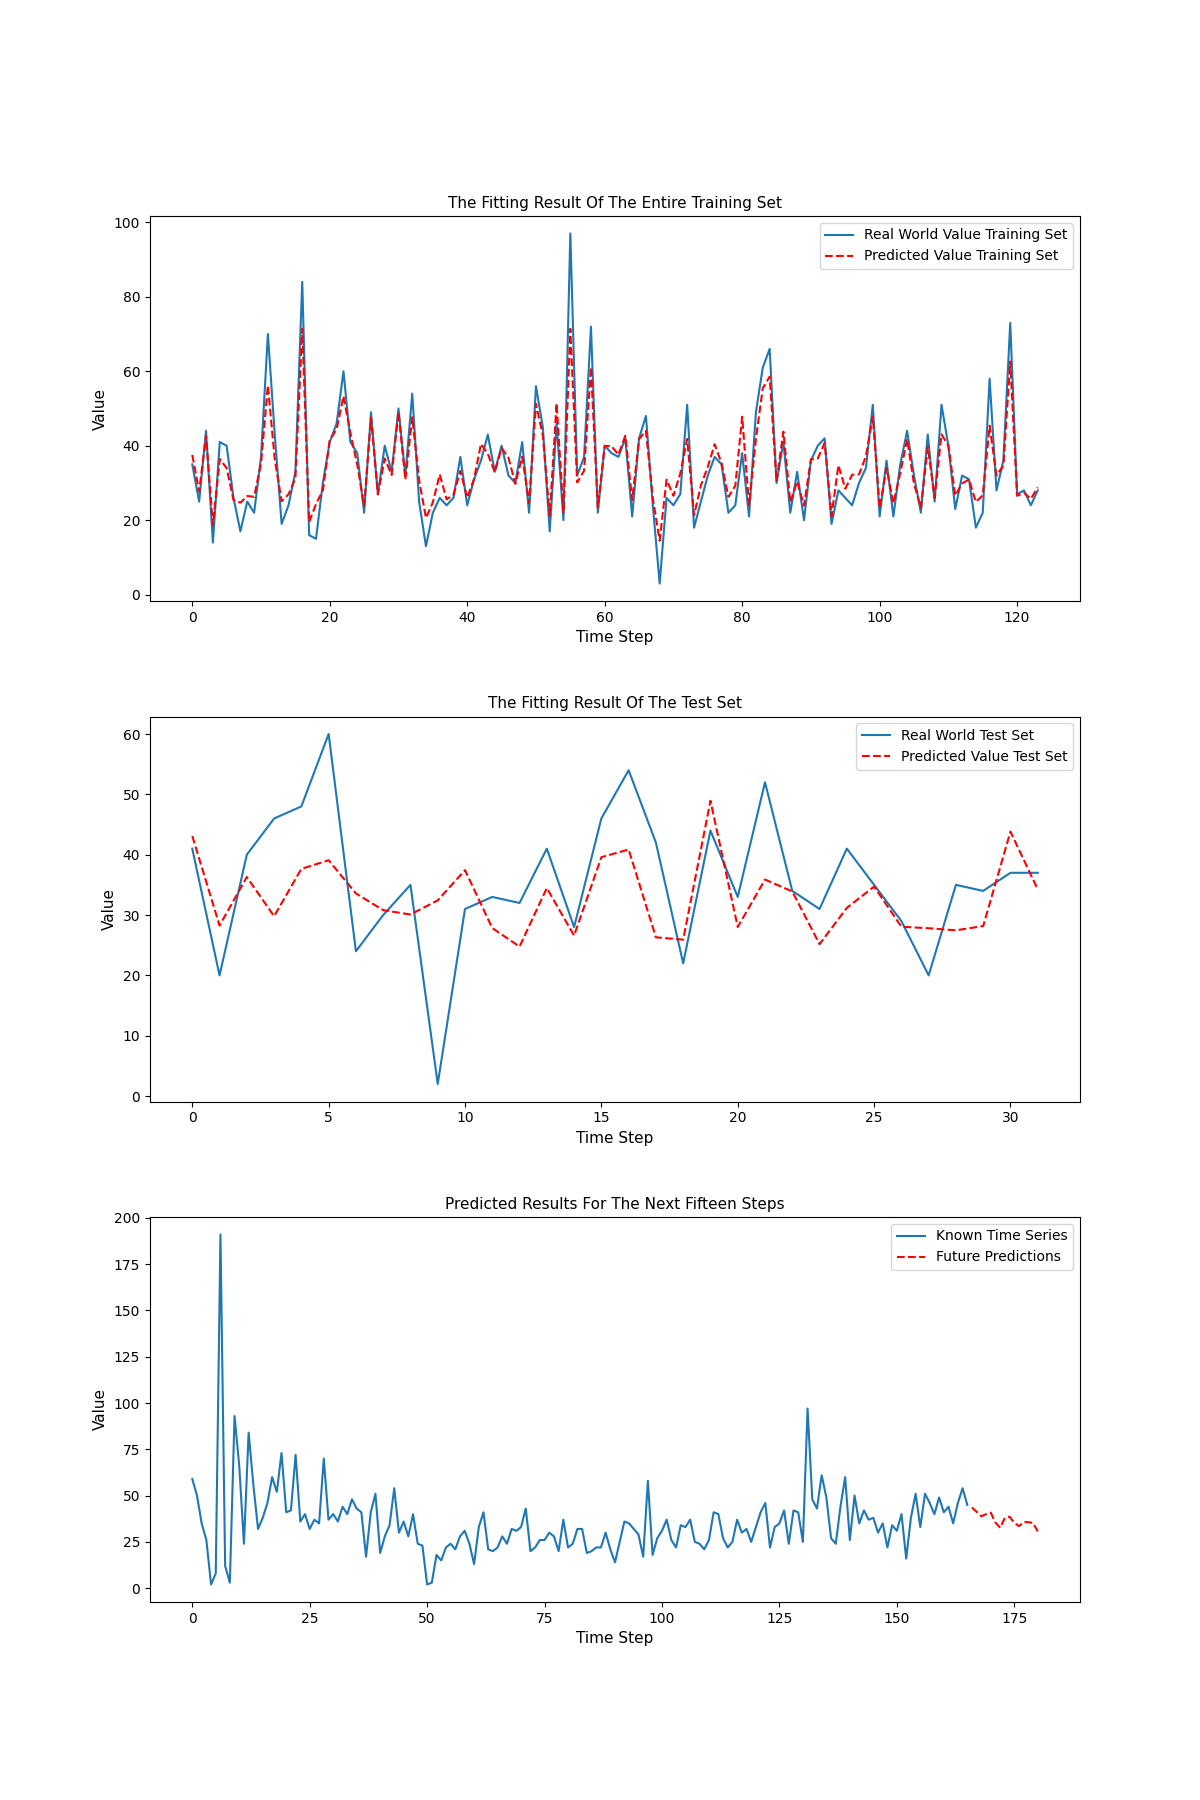 The Fitting Result Of The Entire Training Set
Real World Value Training Set
Predicted Value Training Set
Value
100
80
60
40
20
0
0 20 40 60 80 100 120
Time Step
The Fitting Result Of The Test Set
Real World Test Set
Predicted Value Test Set
Value
60
50
40
30
20
10
0
0 5 10 15 20 25 30
Time Step
Predicted Results For The Next Fifteen Steps
Known Time Series
Future Predictions
Value
200
175
150
125
100
75
50
25
0
0 25 50 75 100 125 150 175
Time Step